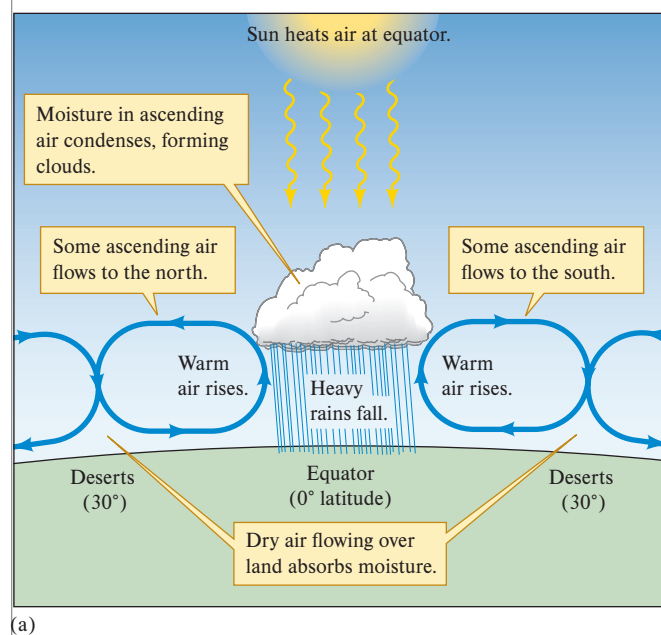 Sun heats air at equator.
Moisture in ascending
air condenses, forming
clouds.
Some ascending air
flows to the north.
Some ascending air
flows to the south.
Warm
air rises.
Heavy
rains fall.
Warm
air rises.
Deserts
(30°)
Equator
(0° latitude)
Deserts
(30°)
Dry air flowing over
land absorbs moisture.
(a)